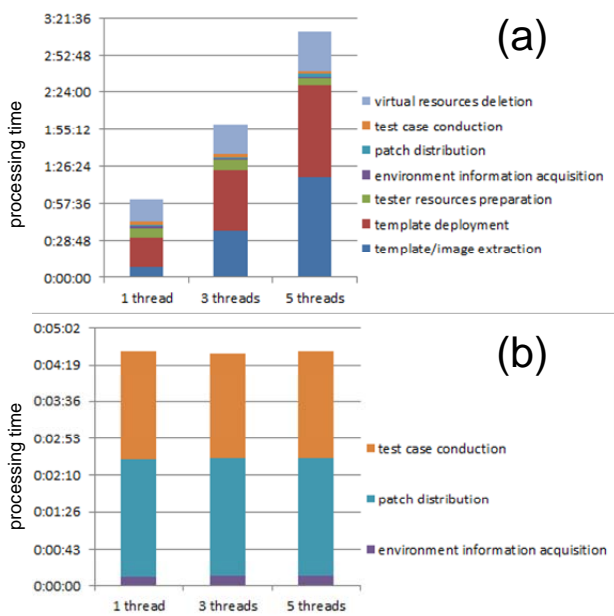 (a)
processing time
3:21:36
2:52:48
2:24:00
1:55:12
1:26:24
0:57:36
0:28:48
0:00:00
1 thread
3 threads
5 threads
virtual resources deletion
test case conduction
patch distribution
environment information acquisition
tester resources preparation
template deployment
template/image extraction
(b)
processing time
0:05:02
0:04:19
0:03:36
0:02:53
0:02:10
0:01:26
0:00:43
0:00:00
1 thread
3 threads
5 threads
test case conduction
patch distribution
environment information acquisition